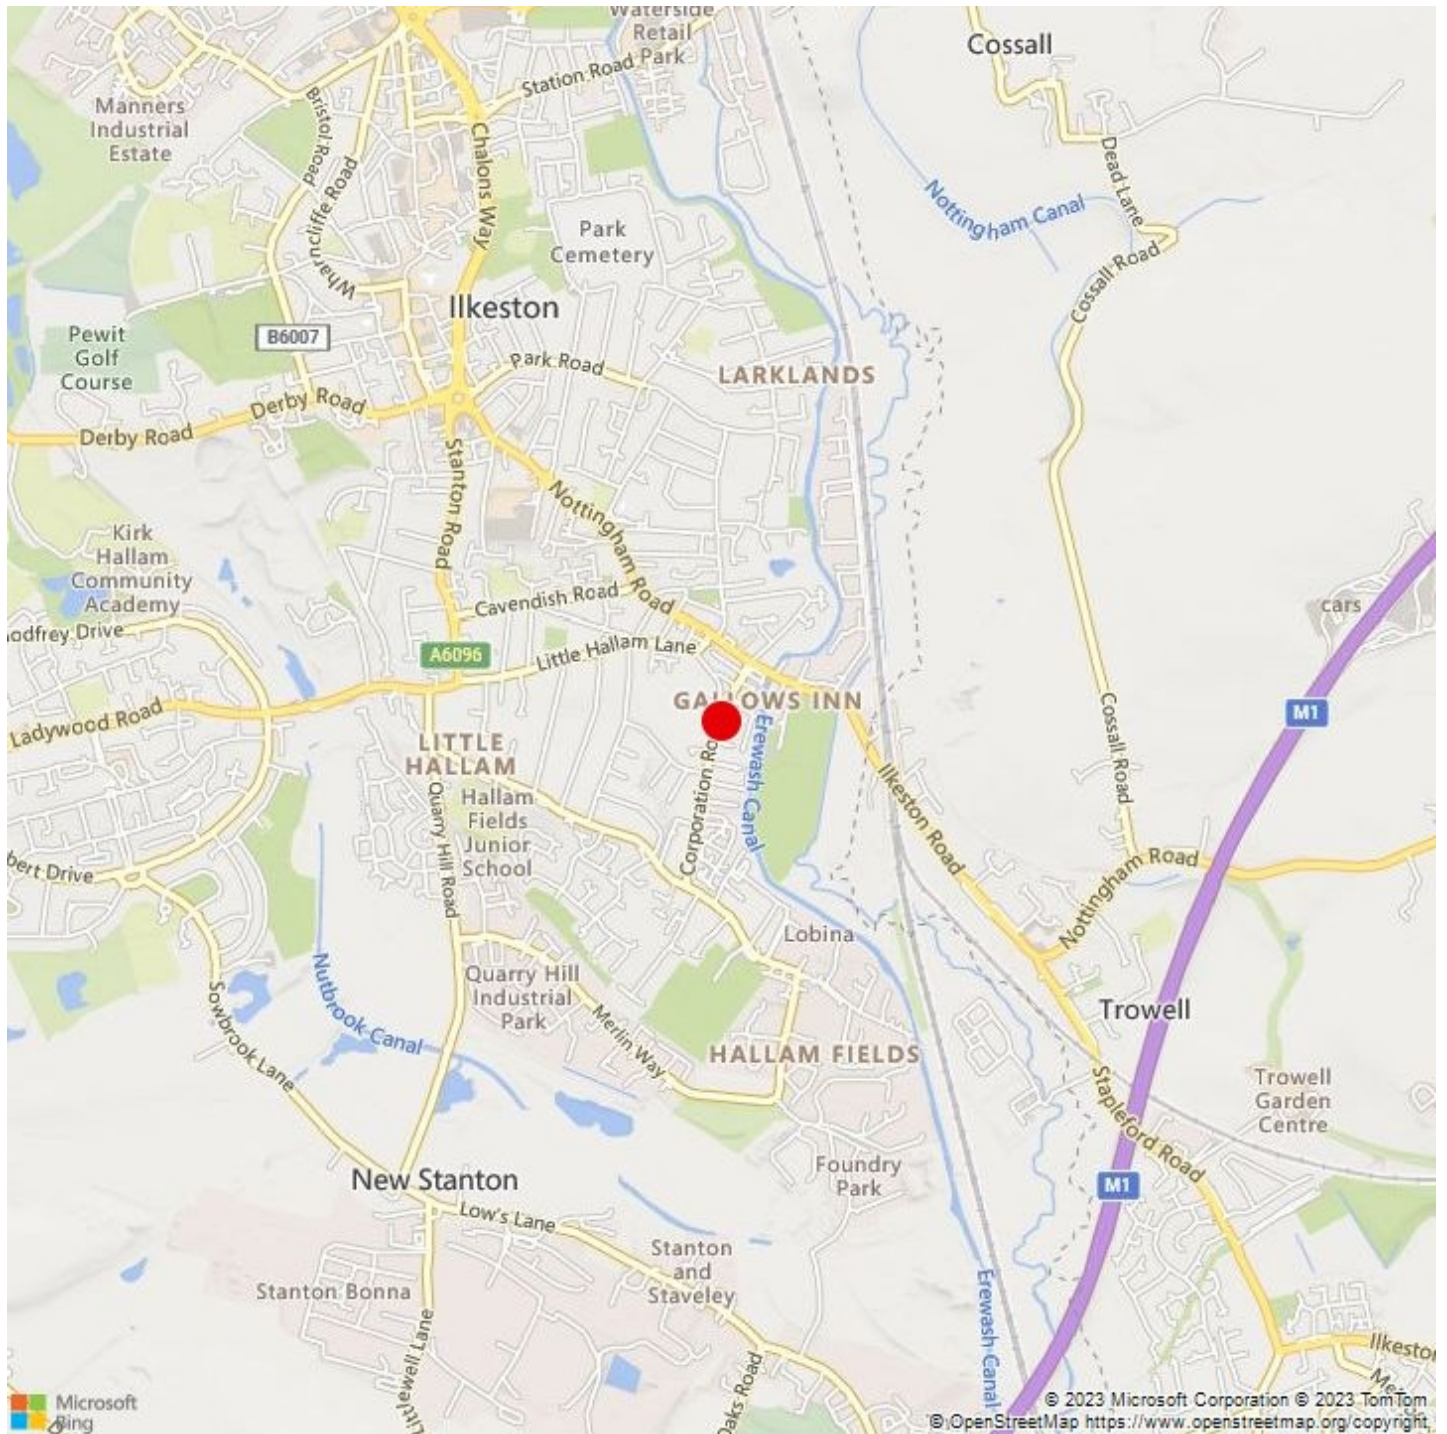 Waterside
Retail
Park
Cossall
Station Road
Manners
Industrial
Estate
Bristol Road
Chalons Way
Wharncliffe Road
Dead Lane
Nottingham Canal
Park
Cemetery
Cossall Road
Ilkeston
B6007
Pewit
Golf
Course
Park Road
LARKLANDS
Derby Road
Derby Road
Stanton Road
Nottingham Road
Kirk
Hallam
Community
Academy
odfrey Drive
Cavendish Road
cars
A6096
Little Hallam Lane
GALLOWS INN
M1
Ladywood Road
LITTLE
HALLAM
Erewash Canal
Corporation Ro
Cossall Road
Quarry Hill Road
Hallam
Fields
Junior
School
Ilkeston Road
bert Drive
Nottingham Road
Lobina
Quarry Hill
Industrial
Park
Nutbrook Canal
Sowbrook Lane
Merlin Way
Trowell
HALLAM FIELDS
Stapleford Road
Trowell
Garden
Centre
Foundry
Park
New Stanton
M1
Low's Lane
Stanton
and
Staveley
Stanton Bonna
Erewash Canal
Littlewell Lane
Oaks Road
Ilkeston
Microsoft
Bing
© 2023 Microsoft Corporation © 2023 TomTom
© OpenStreetMap https://www.openstreetmap.org/copyright